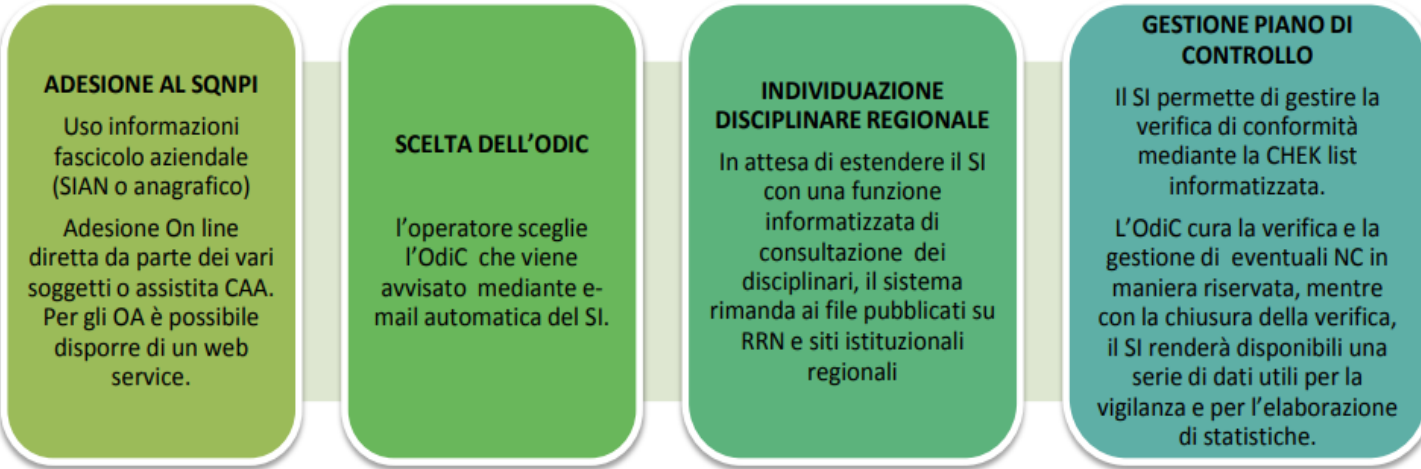 ADESIONE AL SQNPI
Uso informazioni
fascicolo aziendale
(SIAN o anagrafico)
Adesione On line
diretta da parte dei vari
soggetti o assistita CAA.
Per gli OA è possibile
disporre di un web
service.
SCELTA DELL’ODIC
l’operatore sceglie
l’OdiC che viene
avvisato mediante e-
mail automatica del SI.
INDIVIDUAZIONE
DISCIPLINARE REGIONALE
In attesa di estendere il SI
con una funzione
informatizzata di
consultazione dei
disciplinari, il sistema
rimanda ai file pubblicati su
RRN e siti istituzionali
regionali
GESTIONE PIANO DI
CONTROLLO
Il SI permette di gestire la
verifica di conformità
mediante la CHEK list
informatizzata.
L’OdiC cura la verifica e la
gestione di eventuali NC in
maniera riservata, mentre
con la chiusura della verifica,
il SI renderà disponibili una
serie di dati utili per la
vigilanza e per l’elaborazione
di statistiche.